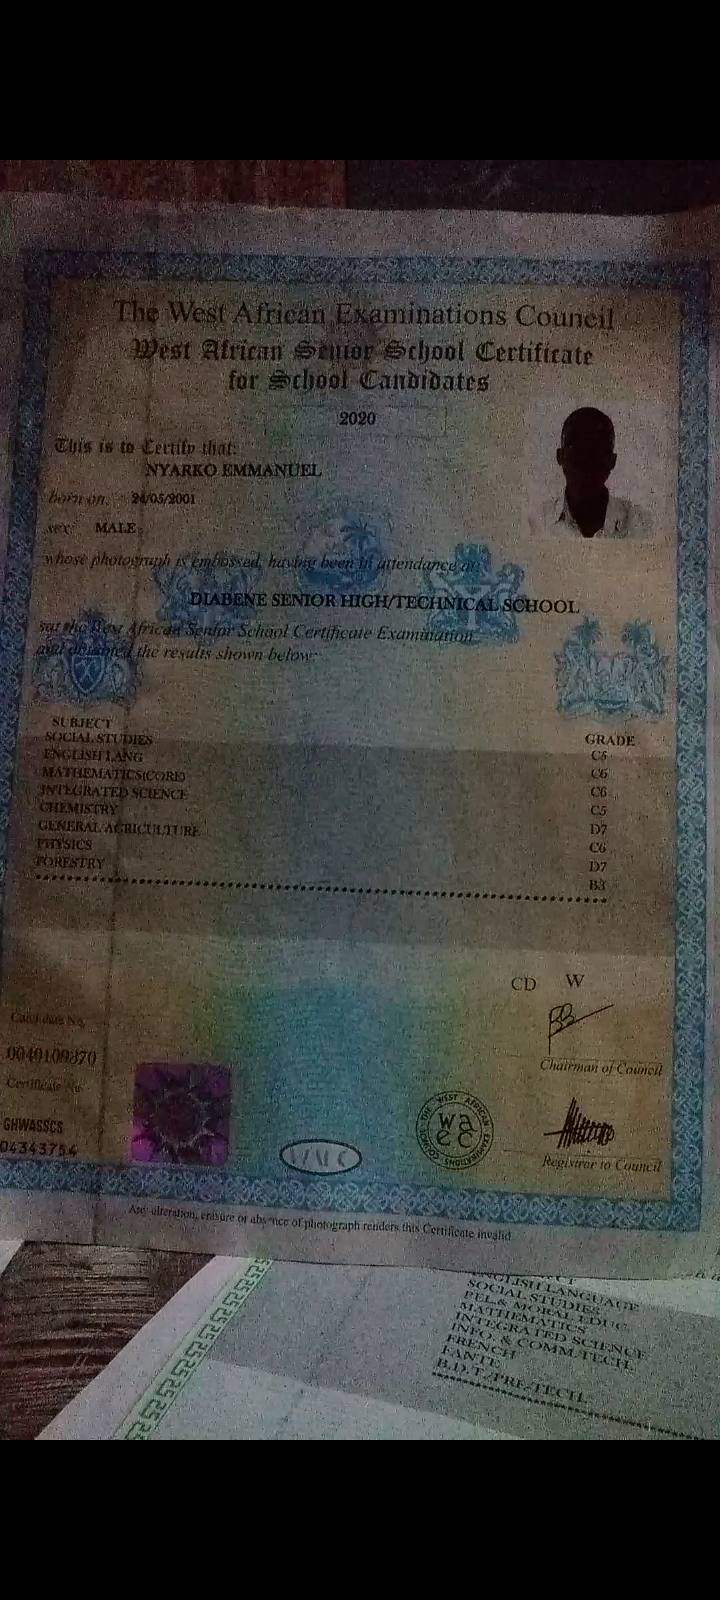 The West African Examinations Council
West African Senior School Certificate
for School Candidates
2020
This is to Certify that:
NYARKO EMMANUEL
born on: 24/05/2001
sex: MALE
whose photograph is embossed, having been in attendance at
DIABENE SENIOR HIGH/TECHNICAL SCHOOL
sat the West African Senior School Certificate Examination
and obtained the results shown below:
SUBJECT GRADE
SOCIAL STUDIES C5
ENGLISH LANG C6
MATHEMATICS(CORE) C6
INTEGRATED SCIENCE C5
CHEMISTRY D7
GENERAL AGRICULTURE C6
PHYSICS D7
FORESTRY B3
CD W
Chairman of Council
Candidate No.
0040109370
Certificate No.
GHWASSCS
04343754
THE WEST AFRICAN EXAMINATIONS COUNCIL
wa
ec
Registrar to Council
Any alteration, erasure or absence of photograph renders this Certificate invalid
ENGLISH LANGUAGE
SOCIAL STUDIES
REL.& MORAL EDUC.
MATHEMATICS
INTEGRATED SCIENCE
INFO. & COMM.TECH.
FRENCH
FANTE
B.D.T./PRE-TECH.